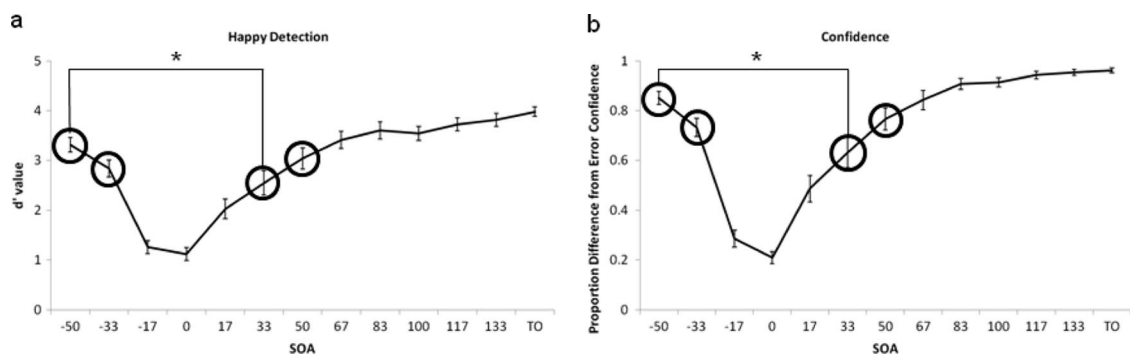 a
Happy Detection
d' value
5
4
3
2
1
0
*
-50 -33 -17 0 17 33 50 67 83 100 117 133 TO
SOA
b
Confidence
Proportion Difference from Error Confidence
1
0.8
0.6
0.4
0.2
0
*
-50 -33 -17 0 17 33 50 67 83 100 117 133 TO
SOA